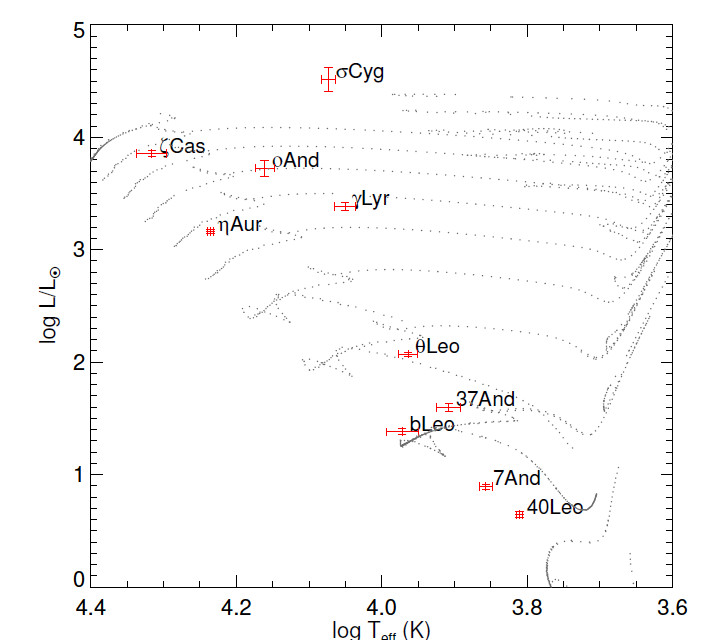 5
σCyg
4
ζCas
ρAnd
γLyr
ηAur
3
log L/L☉
θLeo
2
37And
bLeo
7And
1
40Leo
0
4.4 4.2 4.0 3.8 3.6
log Teff (K)